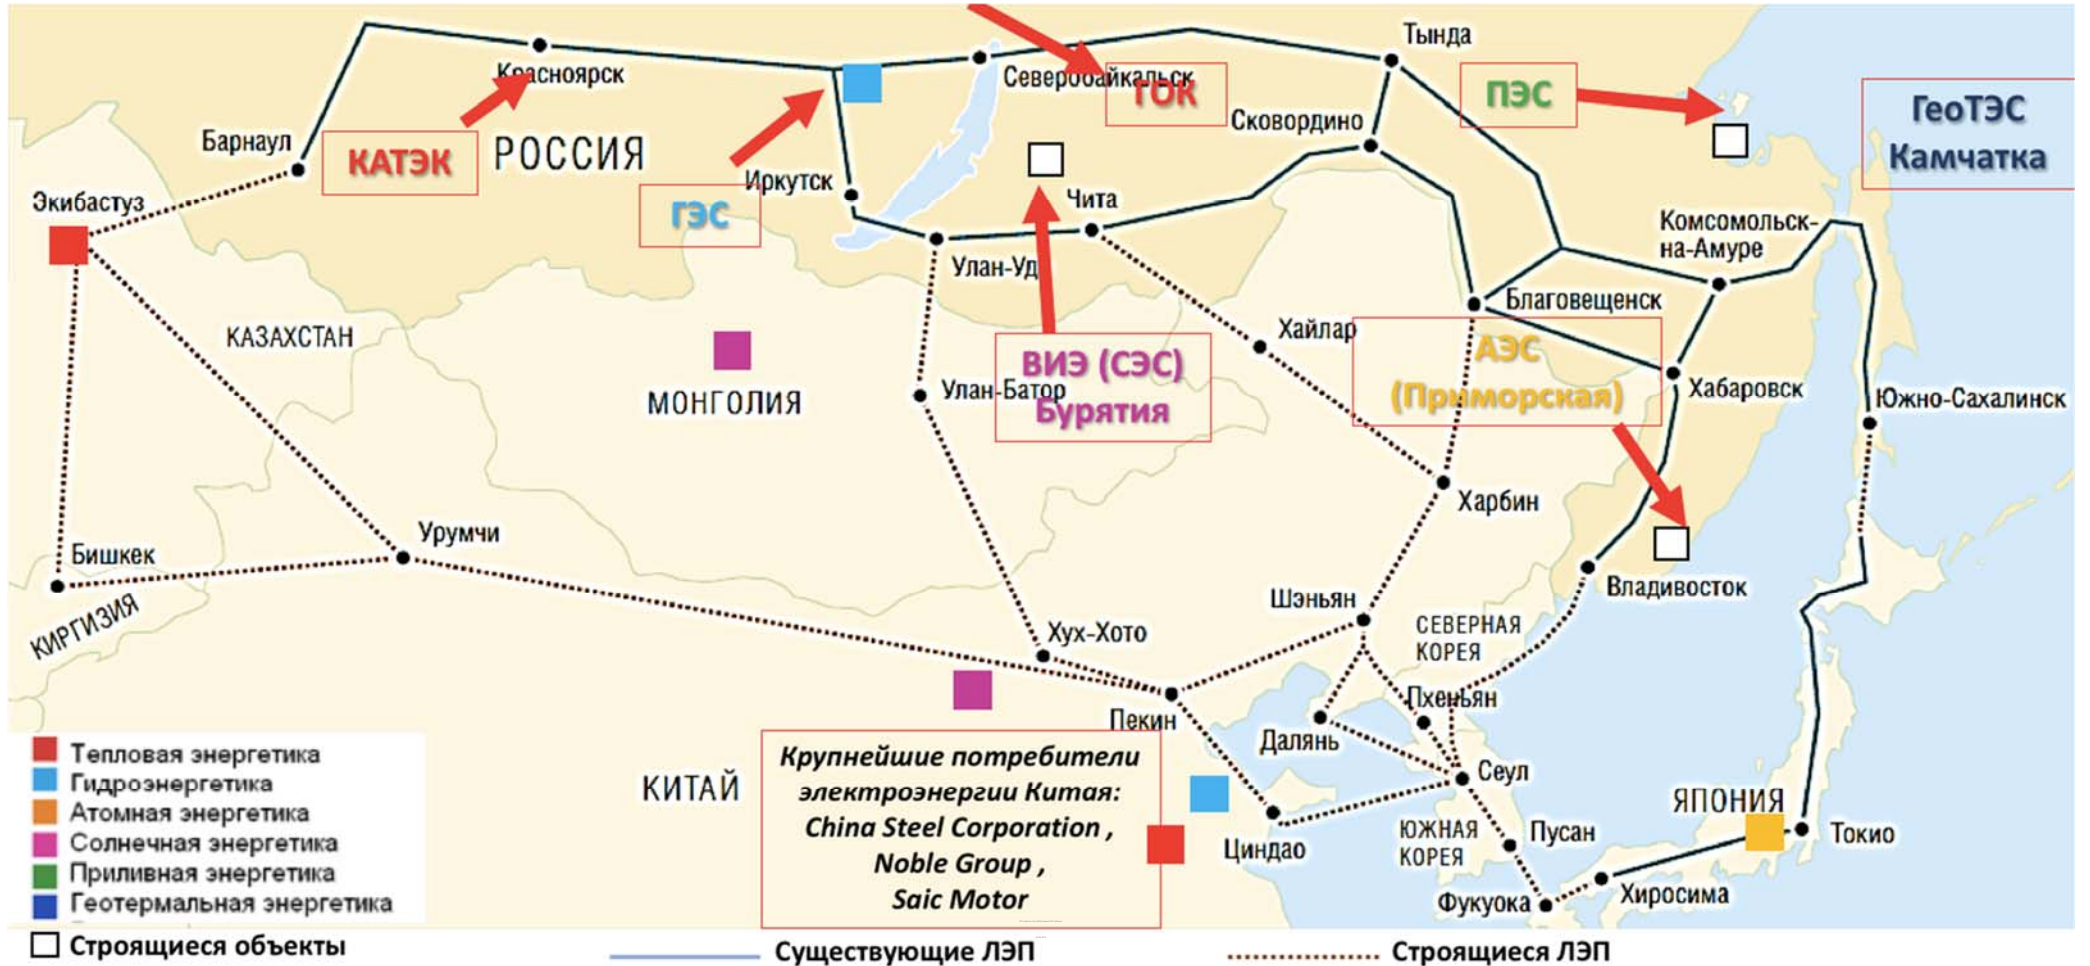 Тында
Красноярск
Северобайкальск
ГОК
ПЭС
ГеоТЭС
Камчатка
Барнаул
КАТЭК
РОССИЯ
Сковордино
Экибастуз
ГЭС
Иркутск
Чита
Комсомольск-
на-Амуре
Улан-Уд
КАЗАХСТАН
Хайлар
Благовещенск
ВИЭ (СЭС)
Бурятия
АЭС
(Приморская)
МОНГОЛИЯ
Улан-Батор
Хабаровск
Южно-Сахалинск
Харбин
Урумчи
Бишкек
КИРГИЗИЯ
Шэньян
Владивосток
СЕВЕРНАЯ
КОРЕЯ
Хух-Хото
Пхеньян
Пекин
Далянь
Сеул
КИТАЙ
Крупнейшие потребители
электроэнергии Китая:
China Steel Corporation ,
Noble Group ,
Saic Motor
Циндао
ЮЖНАЯ
КОРЕЯ
Пусан
ЯПОНИЯ
Токио
Фукуока
Хиросима
Тепловая энергетика
Гидроэнергетика
Атомная энергетика
Солнечная энергетика
Приливная энергетика
Геотермальная энергетика
Строящиеся объекты
Существующие ЛЭП
Строящиеся ЛЭП